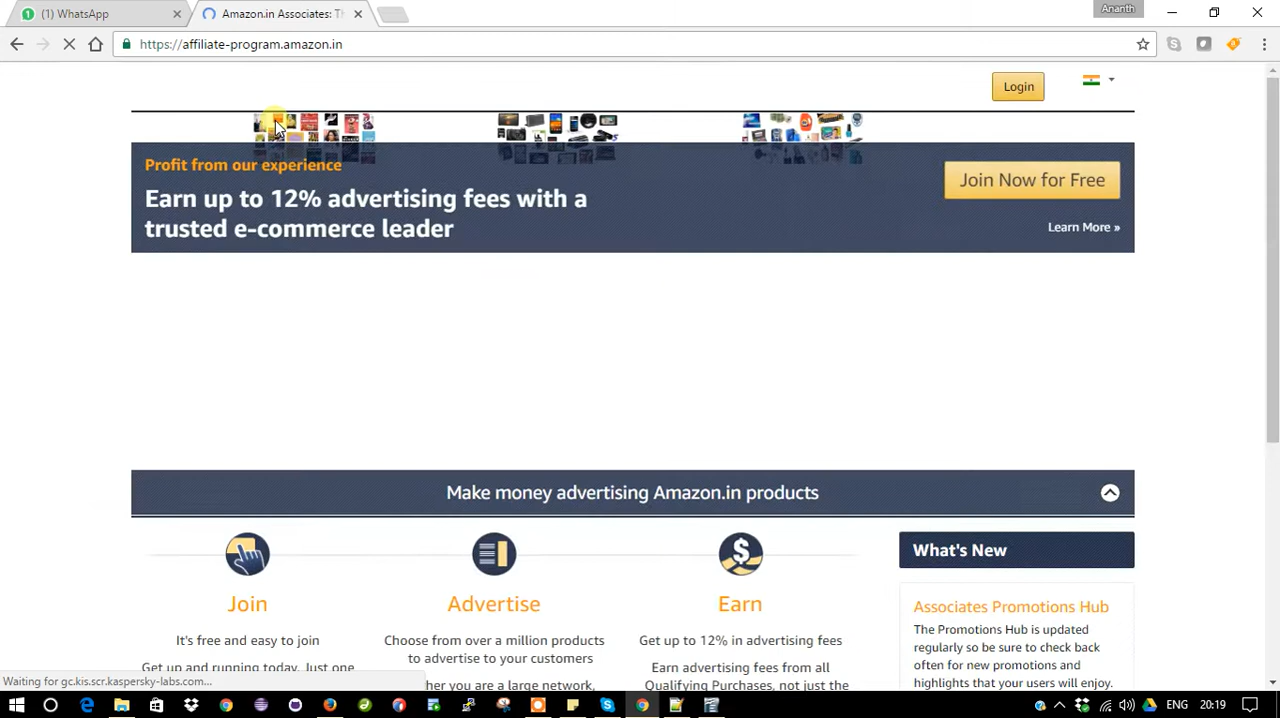 (1) WhatsApp
Amazon.in Associates: Th
Ananth
https://affiliate-program.amazon.in
Login
Profit from our experience
Earn up to 12% advertising fees with a
trusted e-commerce leader
Join Now for Free
Learn More »
Make money advertising Amazon.in products
What's New
Join
Advertise
Earn
It's free and easy to join
Get up and running today. Just one
Choose from over a million products
to advertise to your customers
her you are a large network,
Get up to 12% in advertising fees
Earn advertising fees from all
Qualifying Purchases, not just the
Associates Promotions Hub
The Promotions Hub is updated
regularly so be sure to check back
often for new promotions and
highlights that your users will enjoy.
Waiting for gc.kis.scr.kaspersky-labs.com...
ENG
20:19